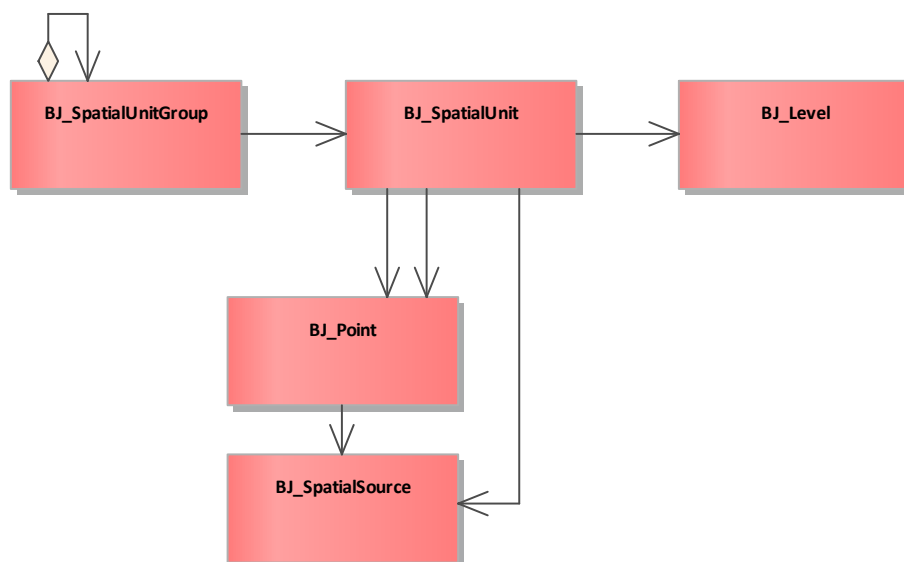 BJ_SpatialUnitGroup
BJ_SpatialUnit
BJ_Level
BJ_Point
BJ_SpatialSource